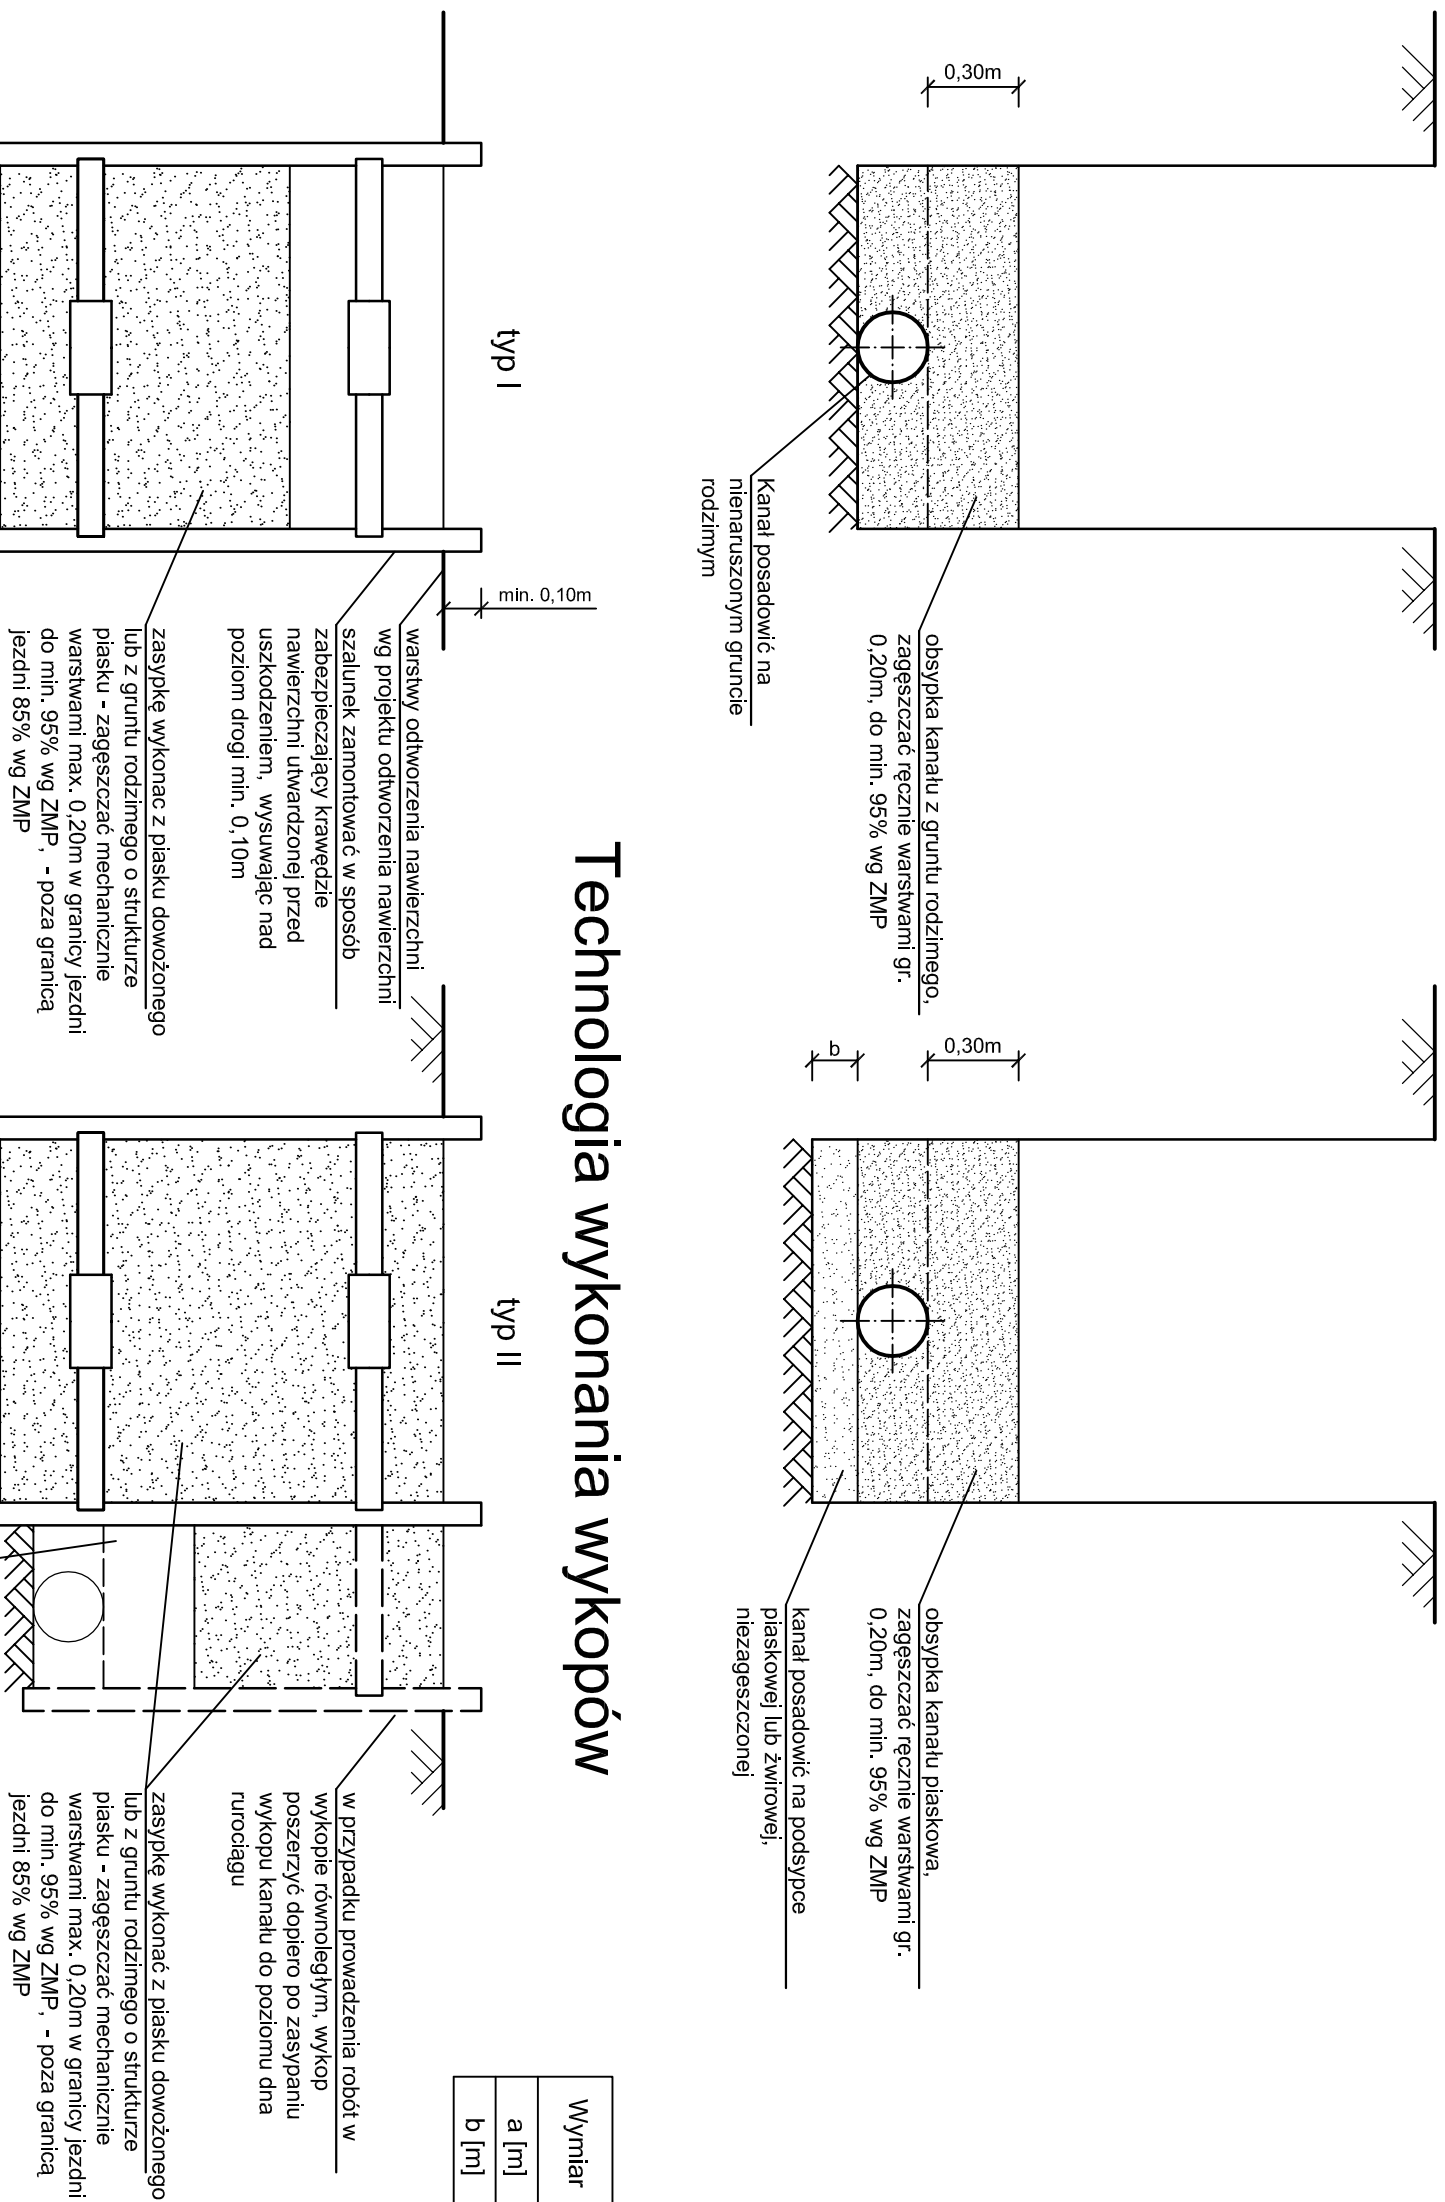 0,30m
obsypka kanału z gruntu rodzimego,
zagęszczać ręcznie warstwami gr.
0,20m, do min. 95% wg ZMP
Kanał posadowić na
nienaruszonym gruncie
rodzimym
0,30m
b
obsypka kanału piaskowa,
zagęszczać ręcznie warstwami gr.
0,20m, do min. 95% wg ZMP
kanał posadowić na podsypce
piaskowej lub żwirowej,
niezageszczonej
Technologia wykonania wykopów
typ I
min. 0,10m
warstwy odtworzenia nawierzchni
wg projektu odtworzenia nawierzchni
szalunek zamontować w sposób
zabezpieczający krawędzie
nawierzchni utwardzonej przed
uszkodzeniem, wysuwając nad
poziom drogi min. 0,10m
zasypkę wykonac z piasku dowożonego
lub z gruntu rodzimego o strukturze
piasku - zagęszczać mechanicznie
warstwami max. 0,20m w granicy jezdni
do min. 95% wg ZMP, - poza granicą
jezdni 85% wg ZMP
typ II
w przypadku prowadzenia robót w
wykopie równoległym, wykop
poszerzyć dopiero po zasypaniu
wykopu kanału do poziomu dna
rurociągu
zasypkę wykonać z piasku dowożonego
lub z gruntu rodzimego o strukturze
piasku - zagęszczać mechanicznie
warstwami max. 0,20m w granicy jezdni
do min. 95% wg ZMP, - poza granicą
jezdni 85% wg ZMP
Wymiar
a [m]
b [m]